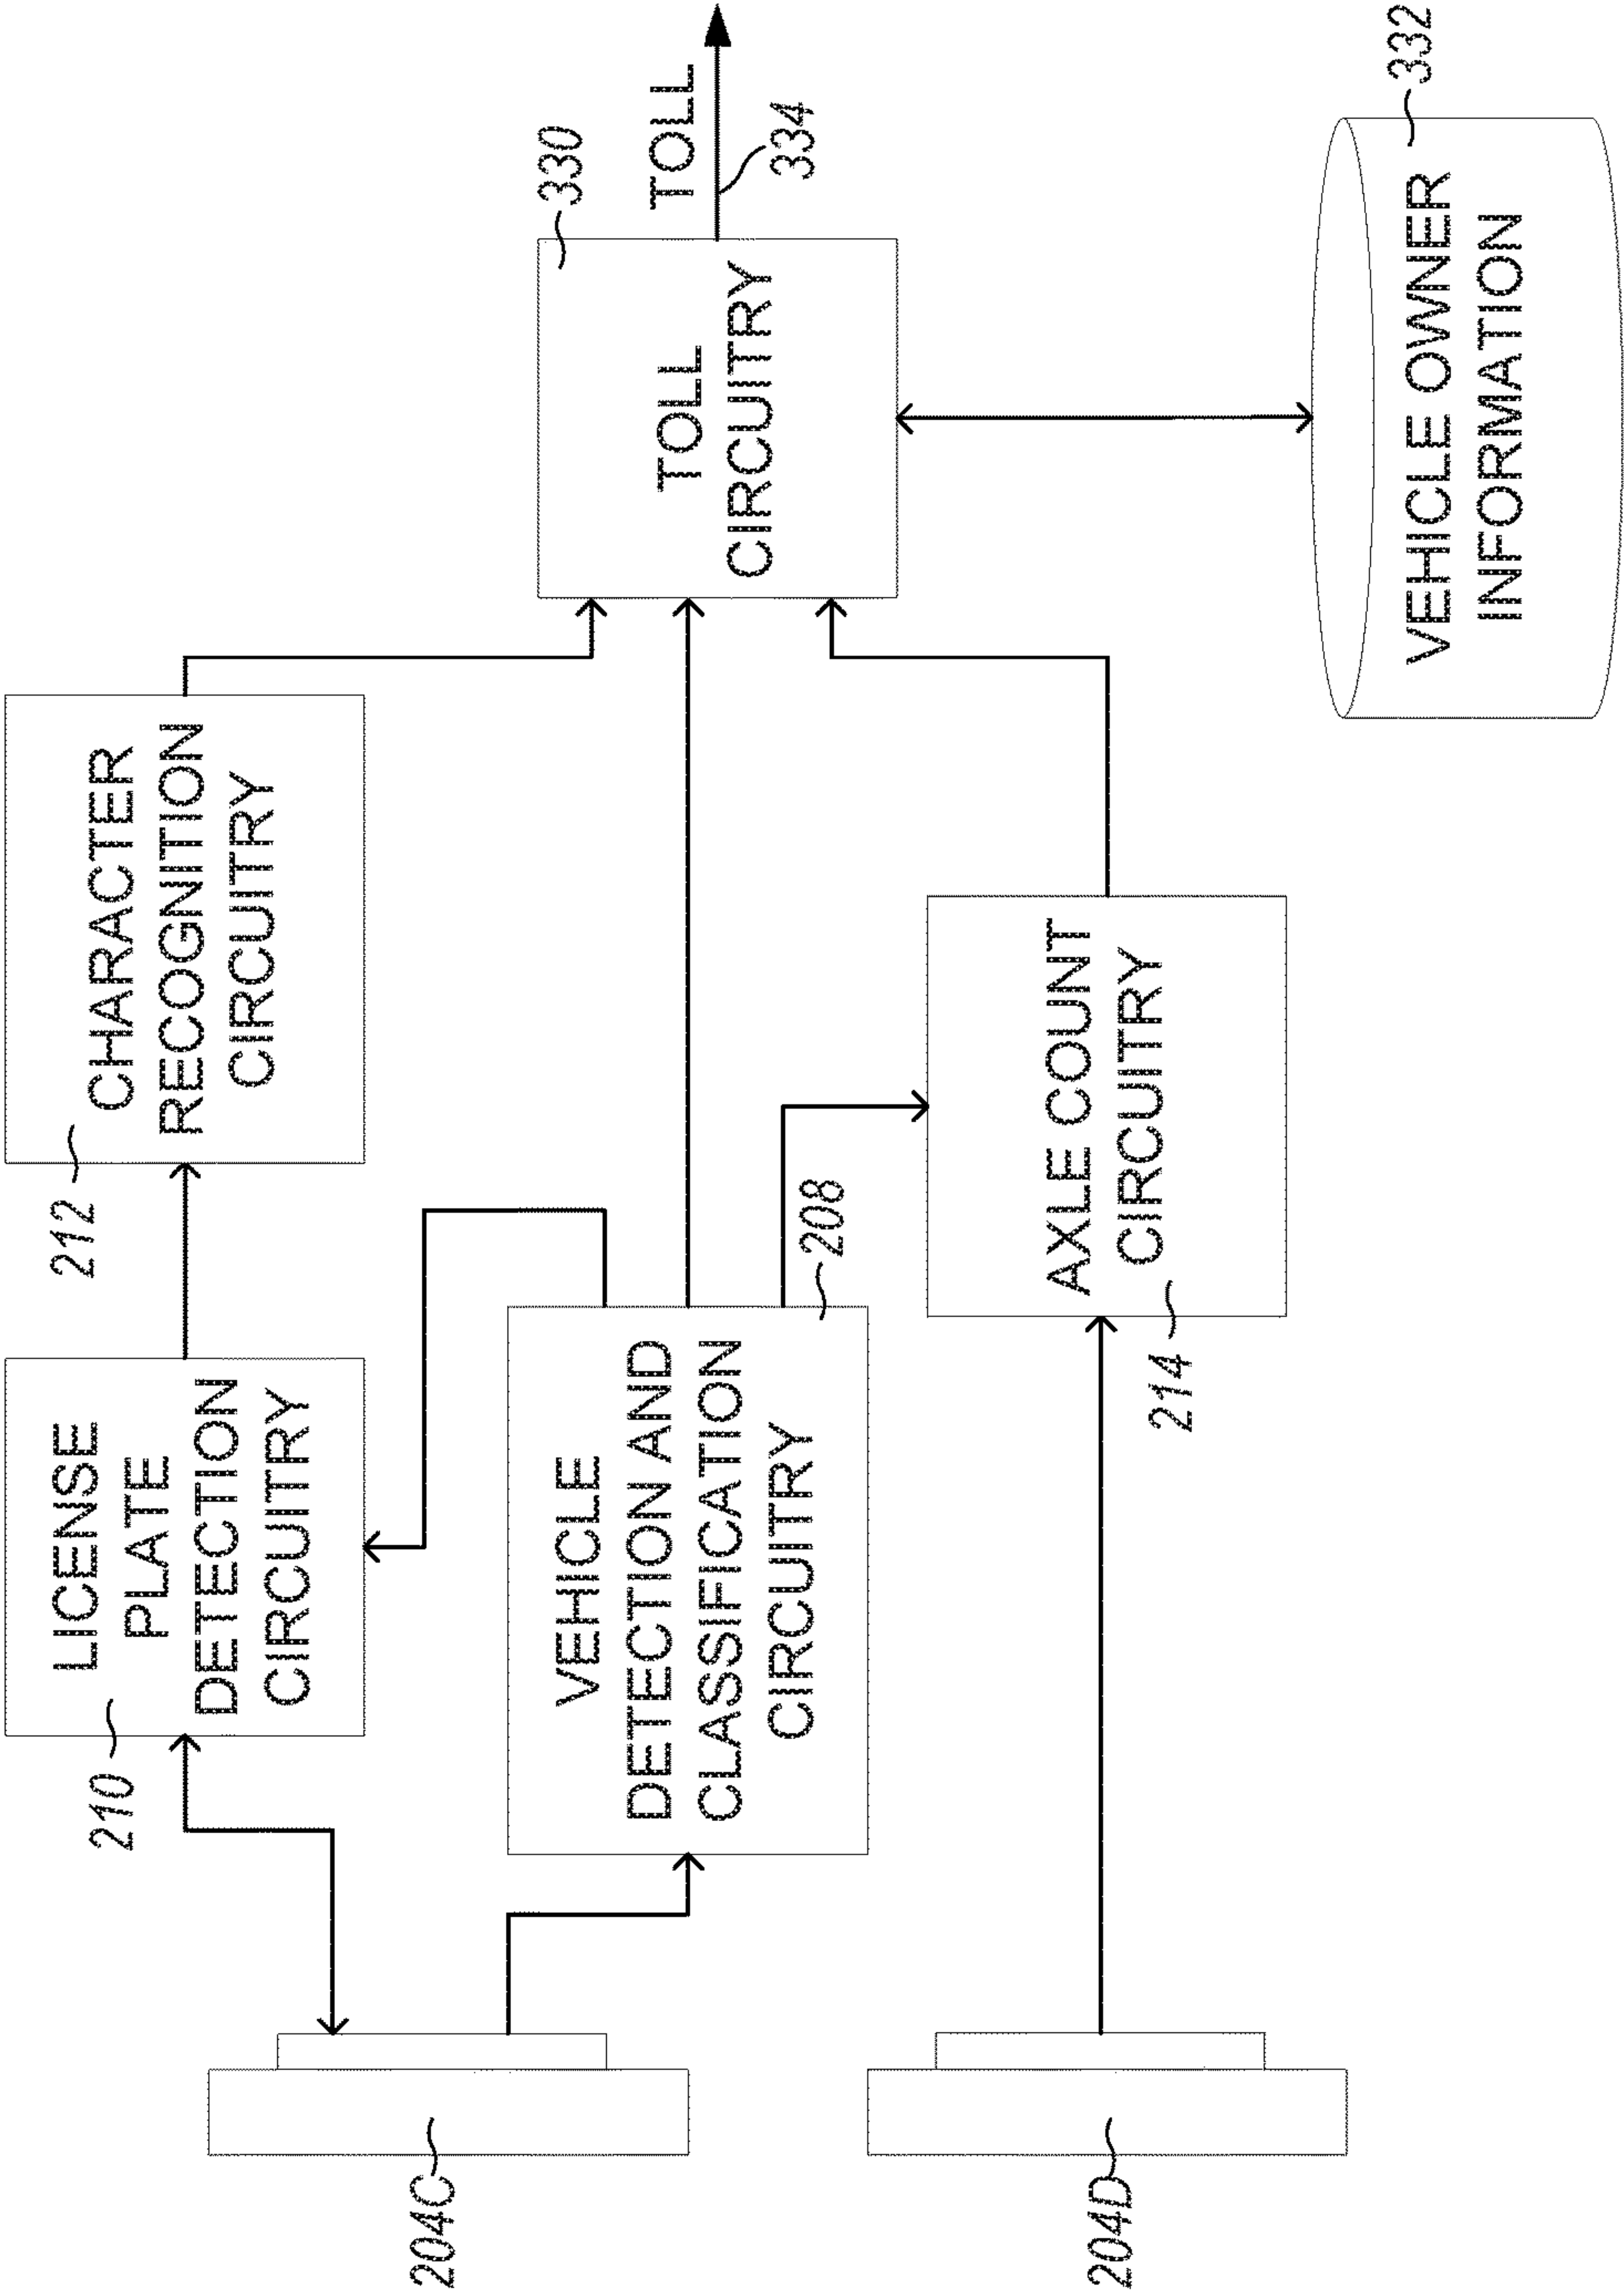 210
LICENSE
PLATE
DETECTION
CIRCUITRY
212
CHARACTER
RECOGNITION
CIRCUITRY
330
TOLL
CIRCUITRY
TOLL
334
204C
VEHICLE
DETECTION AND
CLASSIFICATION
CIRCUITRY
208
204D
214
AXLE COUNT
CIRCUITRY
VEHICLE OWNER
INFORMATION
332